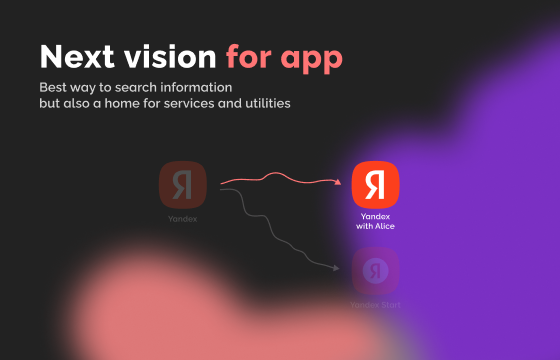 Next vision for app
Best way to search information
but also a home for services and utilities
Я
Я
Yandex
Yandex
with Alice
Я
Yandex Start